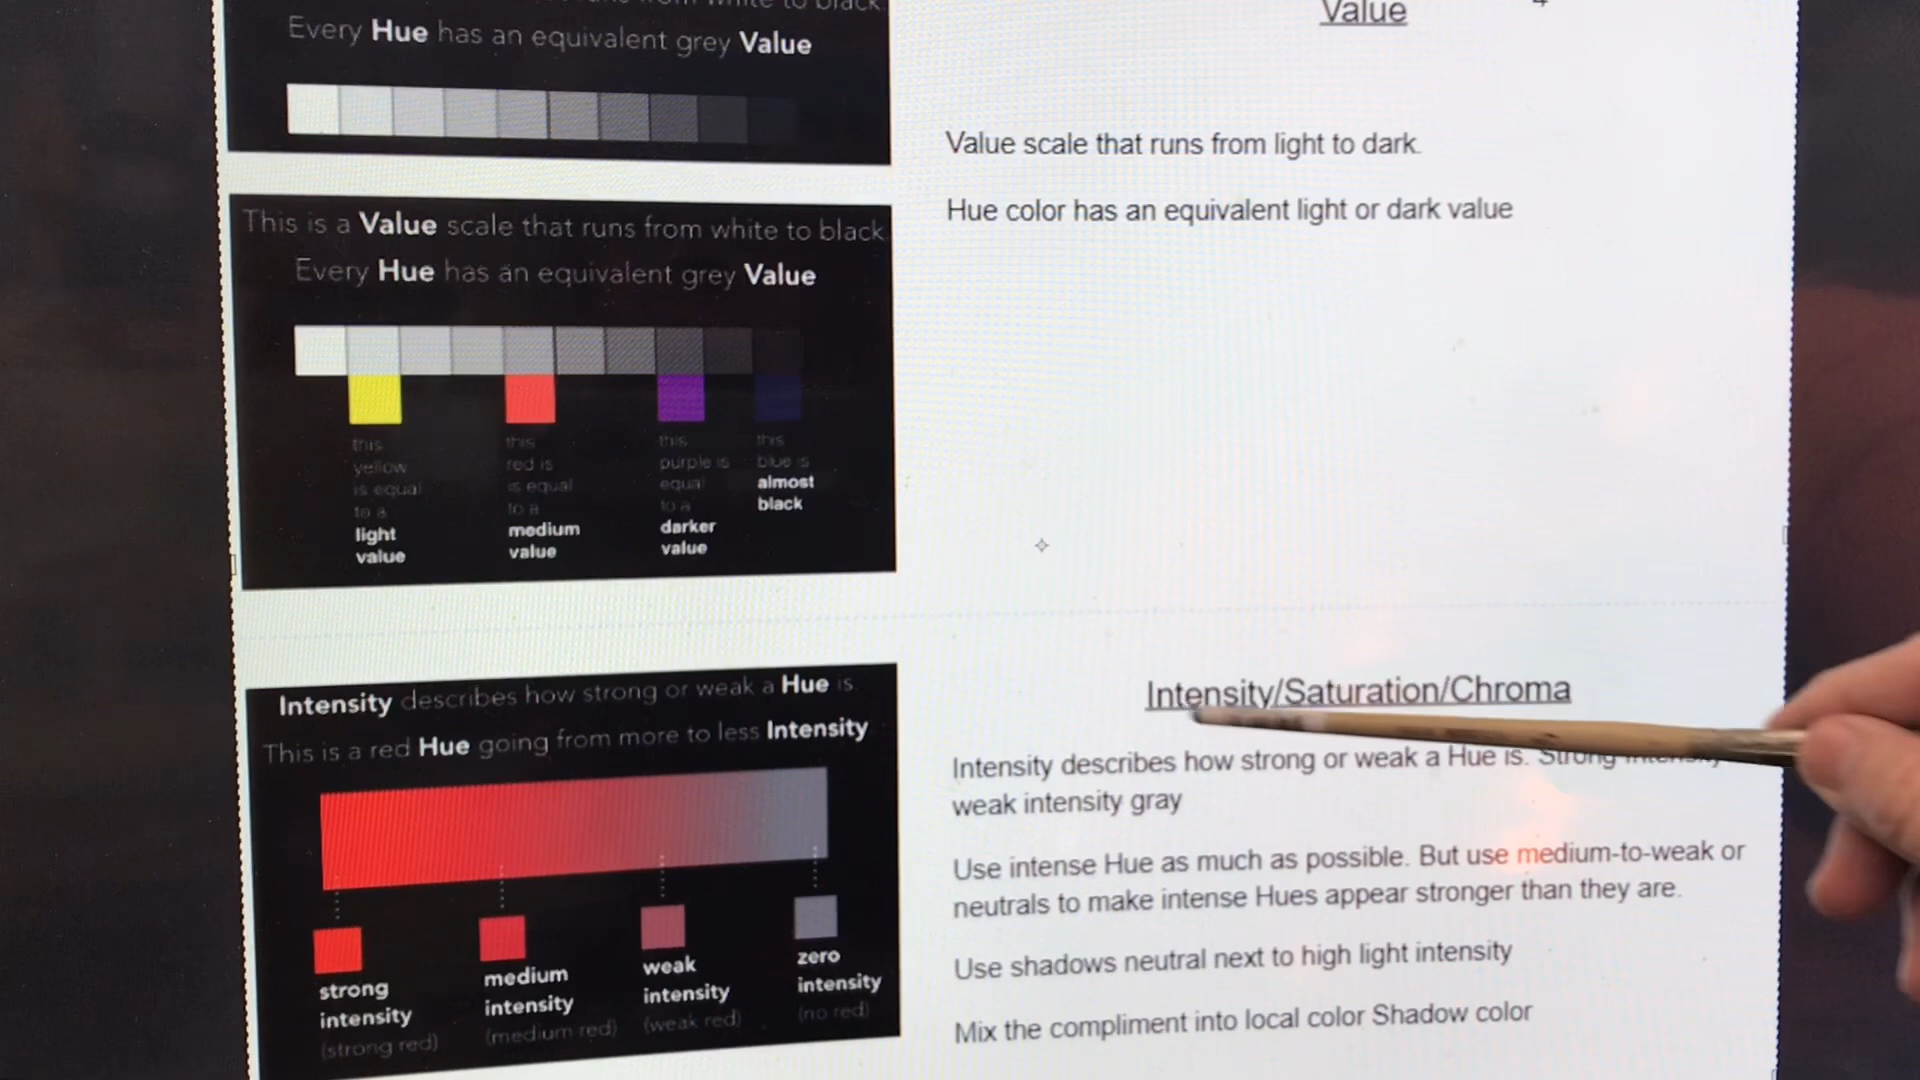 white to black
Every Hue has an equivalent grey Value
This is a Value scale that runs from white to black
Every Hue has an equivalent grey Value
this
yellow
is equal
to a
light
value
this
red is
is equal
to a
medium
value
this
purple is
equal
to a
darker
value
this
blue is
almost
black
Intensity describes how strong or weak a Hue is.
This is a red Hue going from more to less Intensity
strong
intensity
(strong red)
medium
intensity
(medium red)
weak
intensity
(weak red)
zero
intensity
(no red)
Value
Value scale that runs from light to dark.
Hue color has an equivalent light or dark value
Intensity/Saturation/Chroma
Intensity describes how strong or weak a Hue is. Strong
weak intensity gray
Use intense Hue as much as possible. But use medium-to-weak or
neutrals to make intense Hues appear stronger than they are.
Use shadows neutral next to high light intensity
Mix the compliment into local color Shadow color